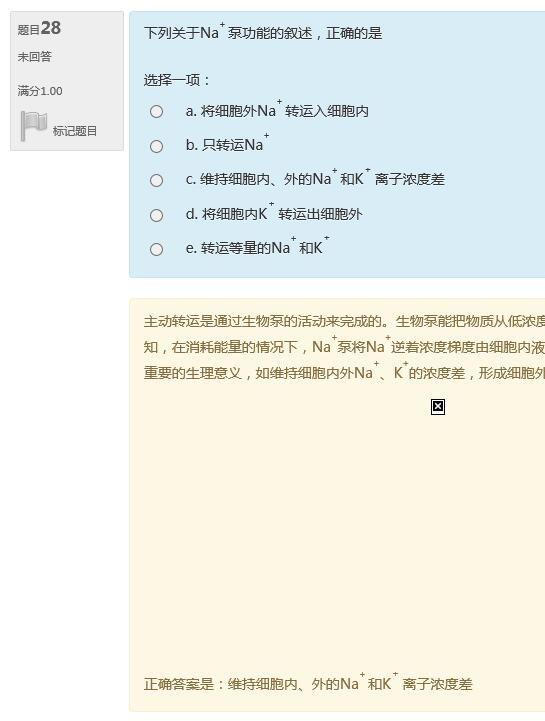 题目28
未回答
满分1.00
标记题目
下列关于Na⁺泵功能的叙述，正确的是
选择一项：
a. 将细胞外Na⁺转运入细胞内
b. 只转运Na⁺
c. 维持细胞内、外的Na⁺和K⁺ 离子浓度差
d. 将细胞内K⁺ 转运出细胞外
e. 转运等量的Na⁺和K⁺
主动转运是通过生物泵的活动来完成的。生物泵能把物质从低浓度
知，在消耗能量的情况下，Na⁺泵将Na⁺逆着浓度梯度由细胞内液
重要的生理意义，如维持细胞内外Na⁺、K⁺的浓度差，形成细胞外
正确答案是：维持细胞内、外的Na⁺和K⁺ 离子浓度差